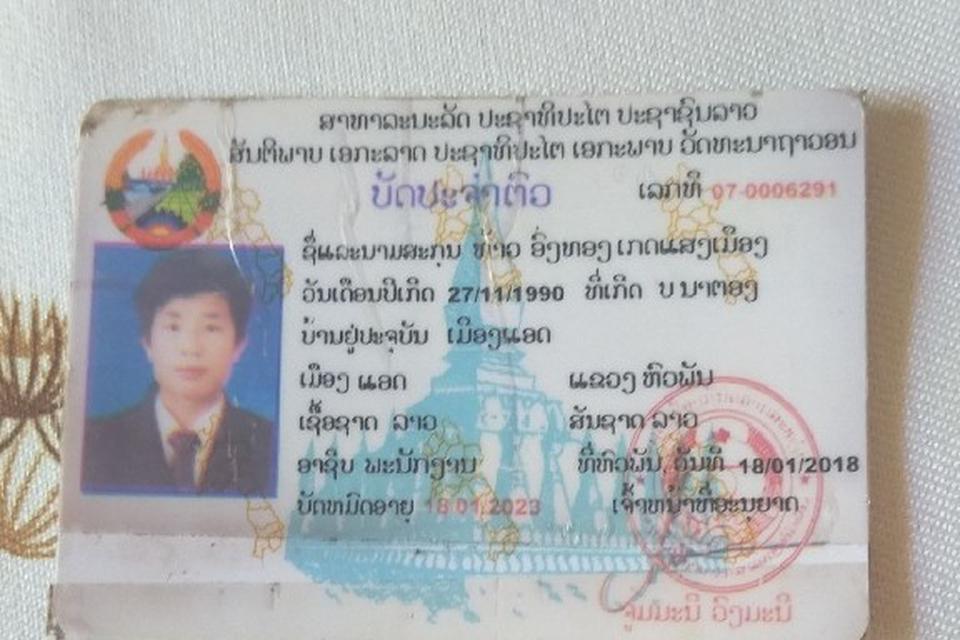 ສາທາລະນະລັດ ປະຊາທິປະໄຕ ປະຊາຊົນລາວ
ສັນຕິພາບ ເອກະລາດ ປະຊາທິປະໄຕ ເອກະພາບ ວັດທະນາຖາວອນ
ບັດປະຈຳຕົວ ເລກທີ 07-0006291
ຊື່ແລະນາມສະກຸນ ທ້າວ ອົ່ງທອງ ເກດແສງເມືອງ
ວັນເດືອນປີເກີດ 27/11/1990 ທີ່ເກີດ ບ ນາຕອງ
ບ້ານຢູ່ປະຈຸບັນ ເມືອງແອດ
ເມືອງ ແອດ ແຂວງ ຫົວພັນ
ເຊື້ອຊາດ ລາວ ສັນຊາດ ລາວ
ອາຊີບ ພະນັກງານ ທີ່ຫົວພັນ, ວັນທີ 18/01/2018
ບັດຫມົດອາຍຸ 18 01 2023 ເຈົ້າຫນ້າທີ່ອະນຸຍາດ
ຈູມມະນີ ວົງມະນີ